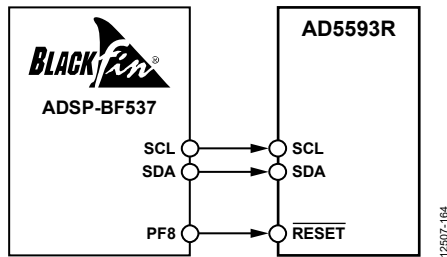 BLACKfin®
ADSP-BF537
SCL
SDA
PF8
AD5593R
SCL
SDA
RESET
12507-164